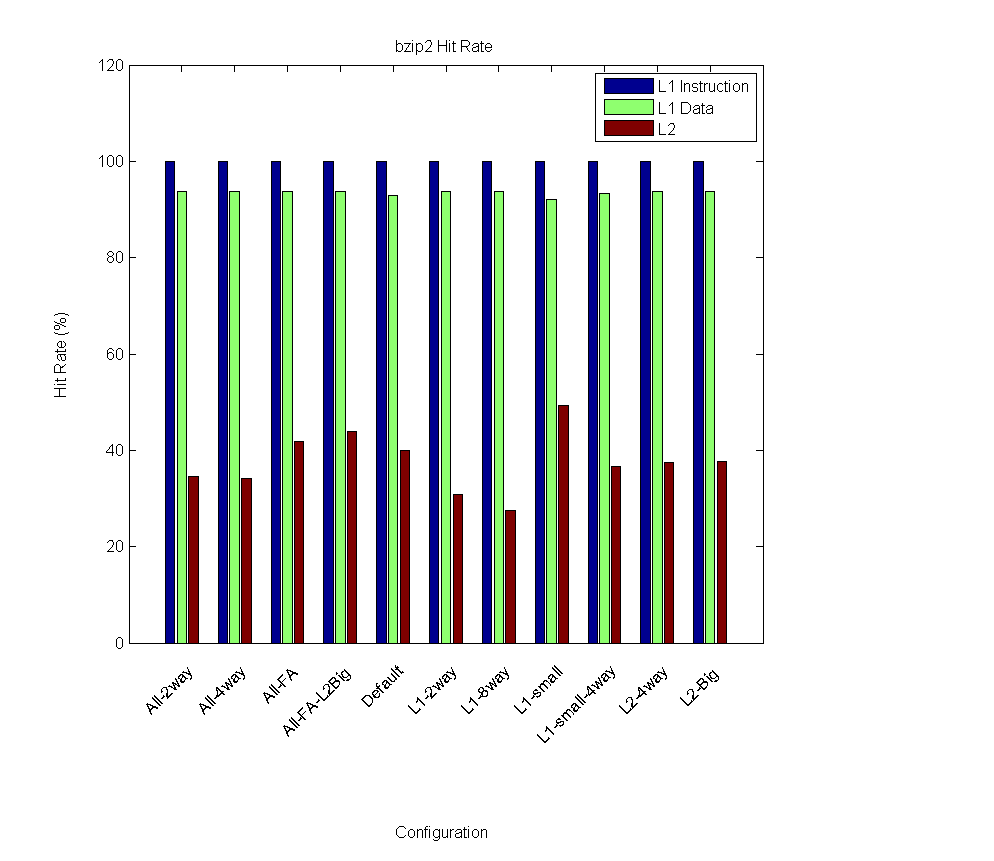 bzip2 Hit Rate
120
100
80
60
40
20
0
Hit Rate (%)
L1 Instruction
L1 Data
L2
All-2way
All-4way
All-FA
All-FA-L2Big
Default
L1-2way
L1-8way
L1-small
L1-small-4way
L2-4way
L2-Big
Configuration